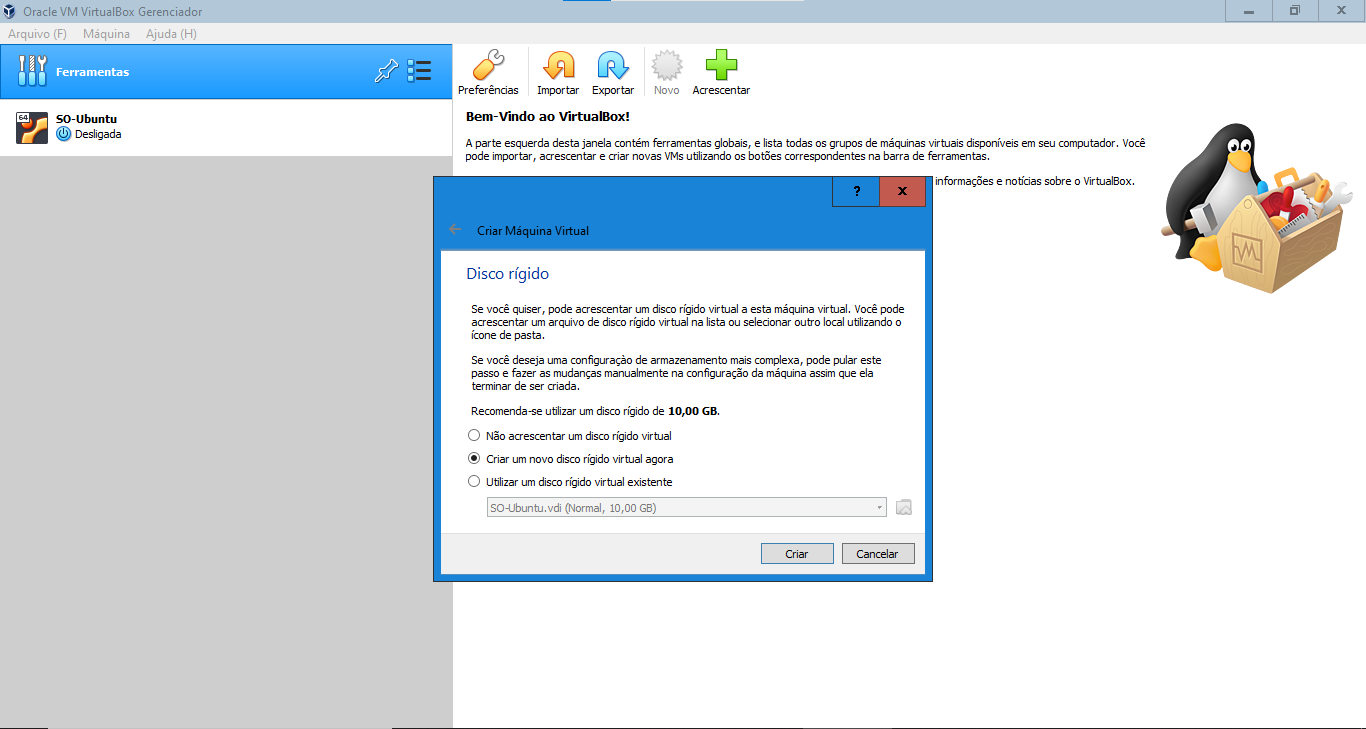 Oracle VM VirtualBox Gerenciador
Arquivo (F) Máquina Ajuda (H)
Ferramentas
64
SO-Ubuntu
Desligada
Preferências Importar Exportar Novo Acrescentar
Bem-Vindo ao VirtualBox!
A parte esquerda desta janela contém ferramentas globais, e lista todas os grupos de máquinas virtuais disponíveis em seu computador. Você
pode importar, acrescentar e criar novas VMs utilizando os botões correspondentes na barra de ferramentas.
informações e notícias sobre o VirtualBox.
? x
Criar Máquina Virtual
Disco rígido
Se você quiser, pode acrescentar um disco rígido virtual a esta máquina virtual. Você pode
acrescentar um arquivo de disco rígido virtual na lista ou selecionar outro local utilizando o
ícone de pasta.
Se você deseja uma configuraçào de armazenamento mais complexa, pode pular este
passo e fazer as mudanças manualmente na configuração da máquina assim que ela
terminar de ser criada.
Recomenda-se utilizar um disco rígido de 10,00 GB.
Não acrescentar um disco rígido virtual
Criar um novo disco rígido virtual agora
Utilizar um disco rígido virtual existente
SO-Ubuntu.vdi (Normal, 10,00 GB)
Criar Cancelar